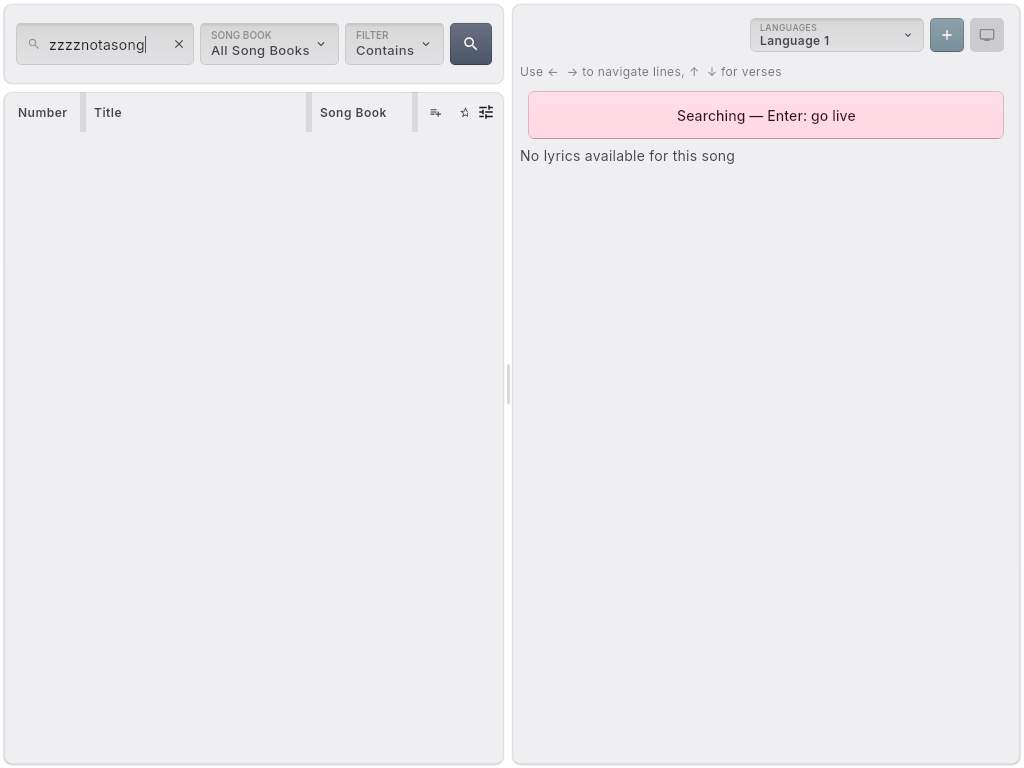 zzzznotasong
SONG BOOK
All Song Books
FILTER
Contains
Number Title Song Book
LANGUAGES
Language 1
Use ← → to navigate lines, ↑ ↓ for verses
Searching — Enter: go live
No lyrics available for this song